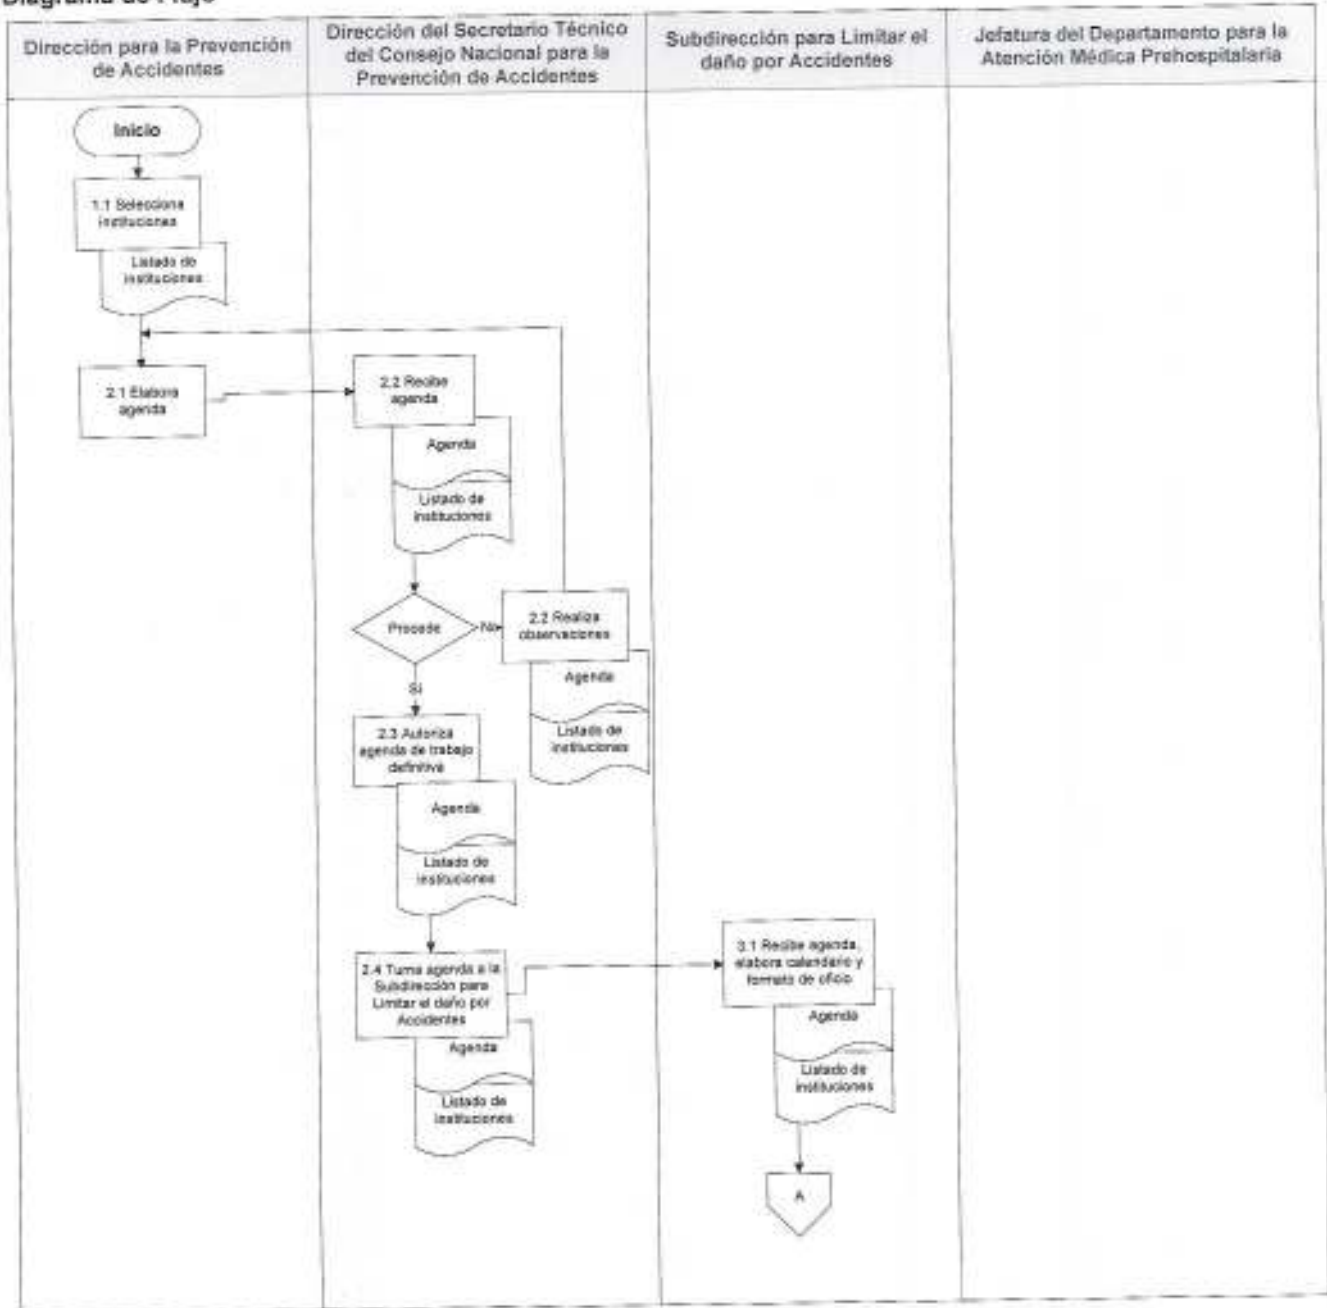 Diagrama de Flujo
Dirección para la Prevención
de Accidentes
Dirección del Secretario Técnico
del Consejo Nacional para la
Prevención de Accidentes
Subdirección para Limitar el
daño por Accidentes
Jefatura del Departamento para la
Atención Médica Prehospitalaria
Inicio
1.1 Selecciona
instituciones
Listado de
instituciones
2.1 Elabora
agenda
2.2 Recibe
agenda
Agenda
Listado de
instituciones
Procede
No
2.2 Realiza
observaciones
Agenda
Listado de
instituciones
Si
2.3 Autoriza
agenda de trabajo
definitiva
Agenda
Listado de
instituciones
2.4 Turna agenda a la
Subdirección para
Limitar el daño por
Accidentes
Agenda
Listado de
instituciones
3.1 Recibe agenda,
elabora calendario y
formato de oficio
Agenda
Listado de
instituciones
A